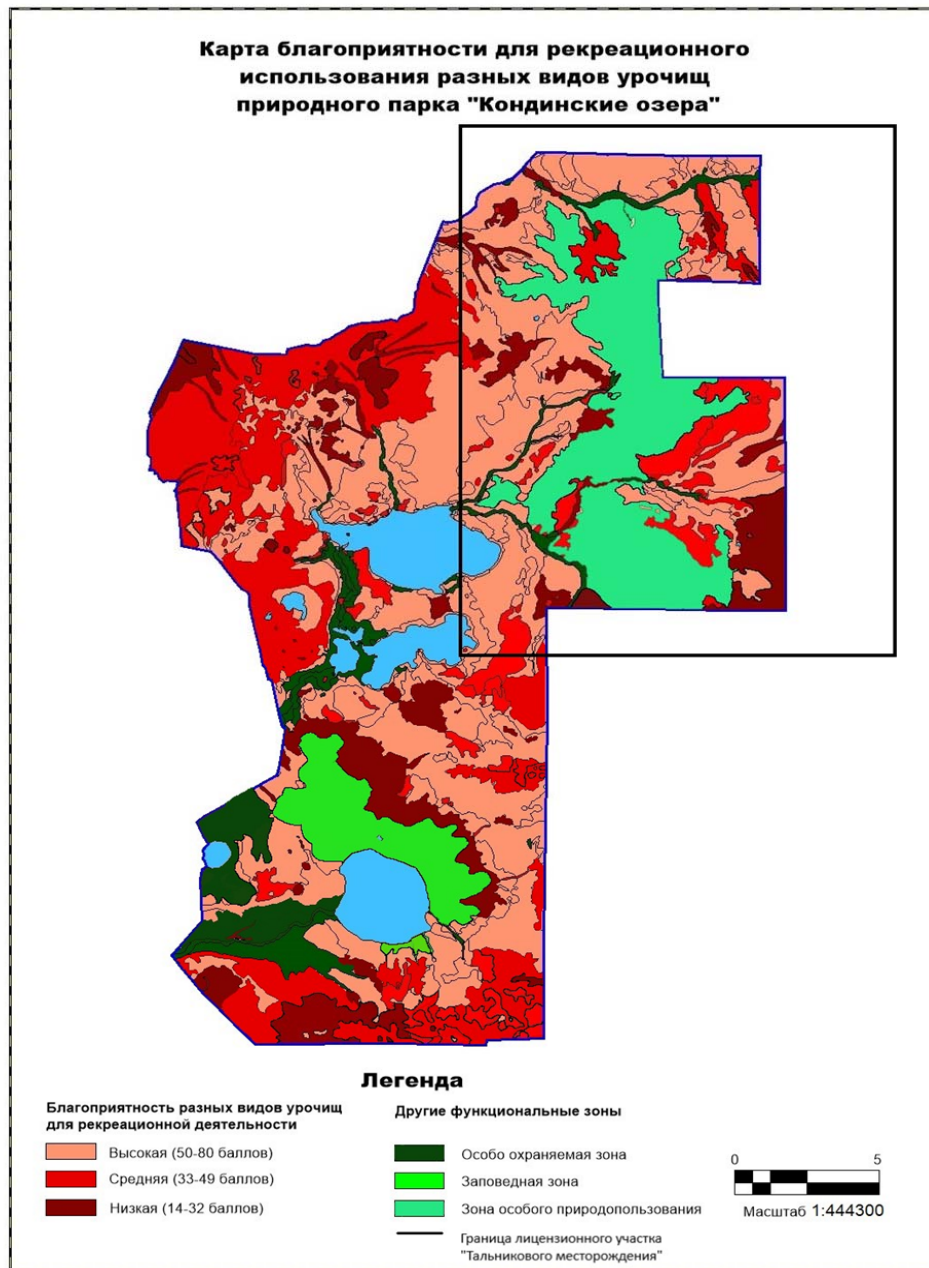 Карта благоприятности для рекреационного
использования разных видов урочищ
природного парка "Кондинские озера"
Легенда
Благоприятность разных видов урочищ
для рекреационной деятельности
Высокая (50-80 баллов)
Средняя (33-49 баллов)
Низкая (14-32 баллов)
Другие функциональные зоны
Особо охраняемая зона
Заповедная зона
Зона особого природопользования
Граница лицензионного участка
"Тальникового месторождения"
0 5
Масштаб 1:444300